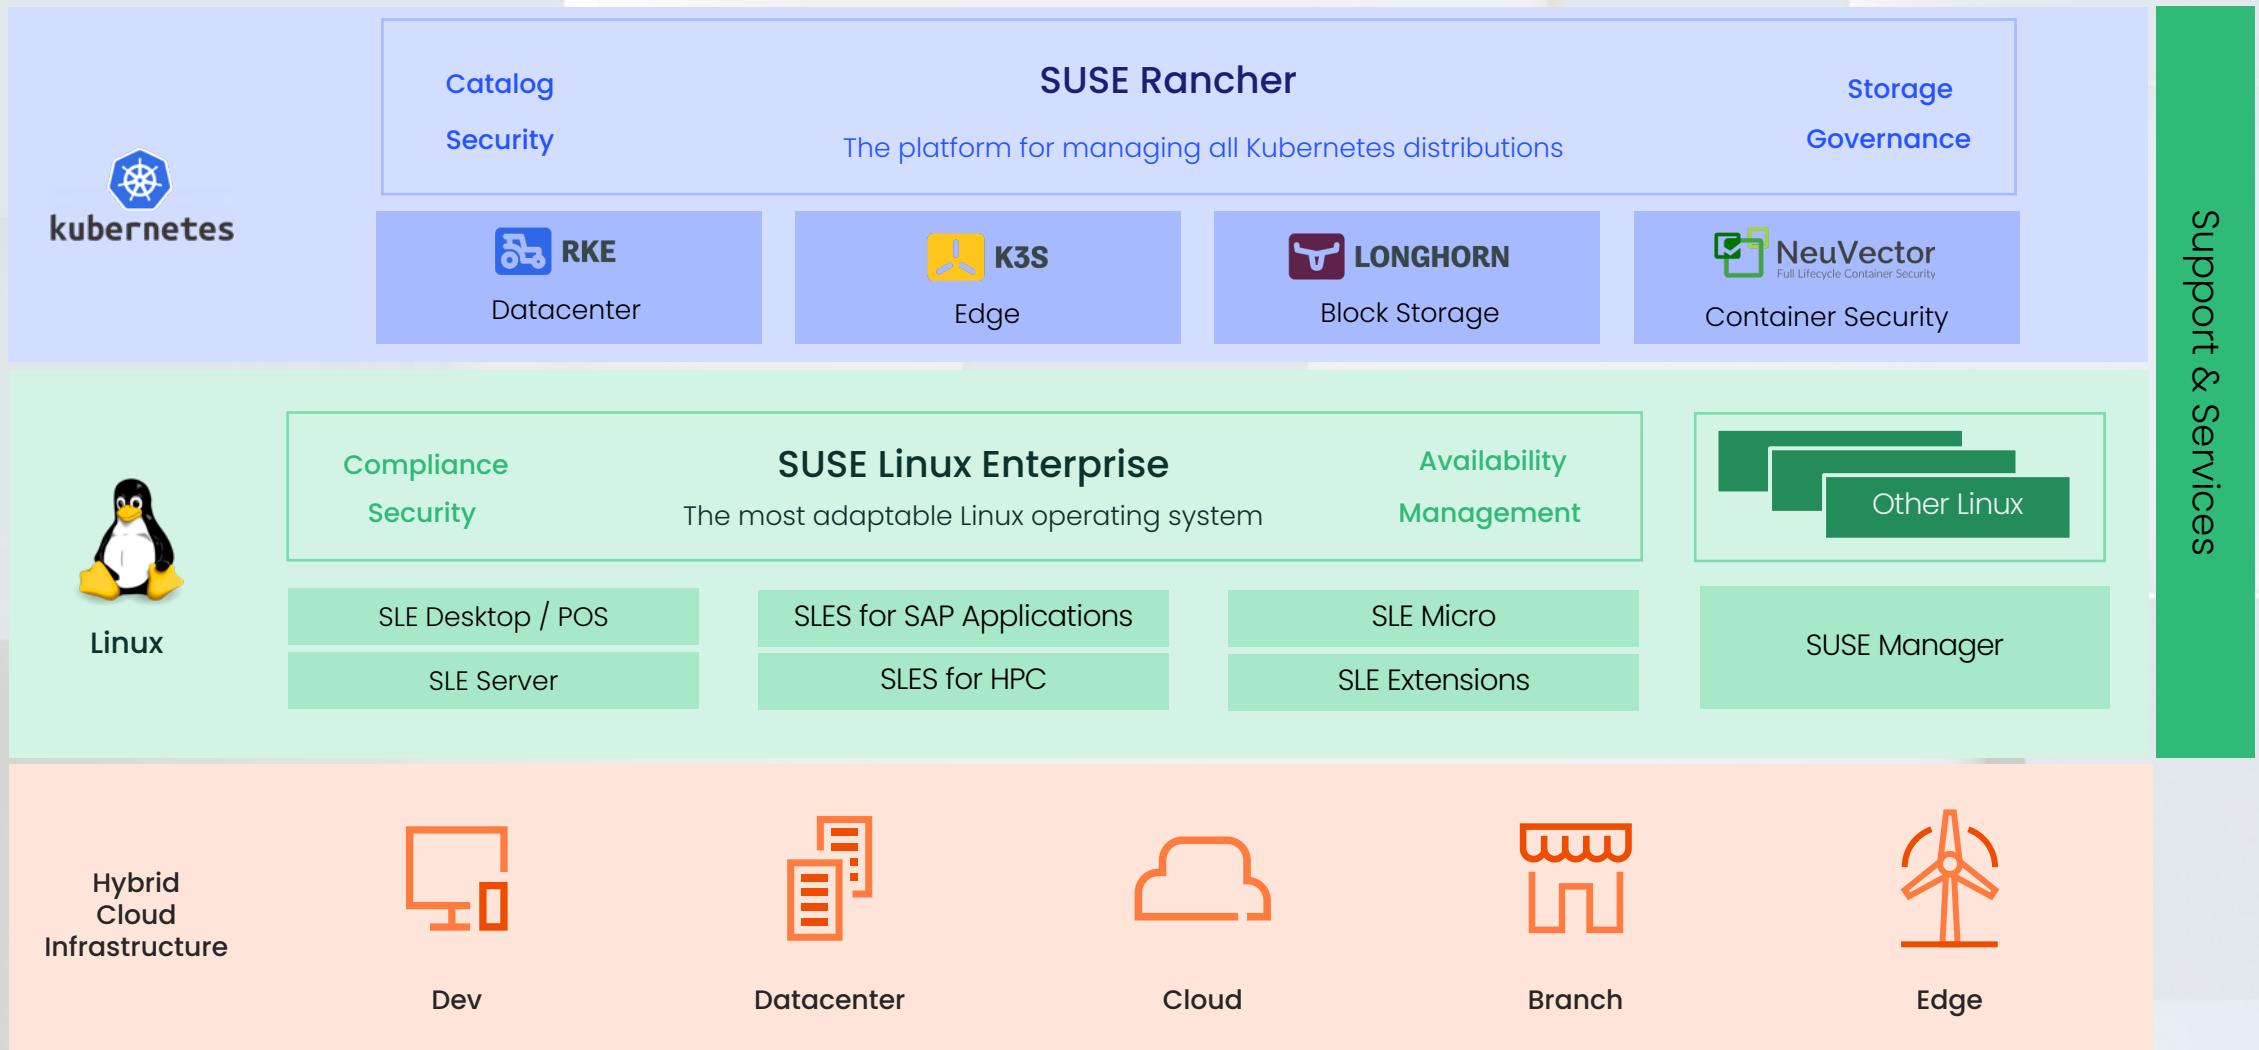 Catalog
Security
SUSE Rancher
The platform for managing all Kubernetes distributions
Storage
Governance
kubernetes
RKE
Datacenter
K3S
Edge
LONGHORN
Block Storage
NeuVector
Full Lifecycle Container Security
Container Security
Support & Services
Compliance
Security
SUSE Linux Enterprise
The most adaptable Linux operating system
Availability
Management
Other Linux
Linux
SLE Desktop / POS
SLES for SAP Applications
SLE Micro
SUSE Manager
SLE Server
SLES for HPC
SLE Extensions
Hybrid
Cloud
Infrastructure
Dev
Datacenter
Cloud
Branch
Edge